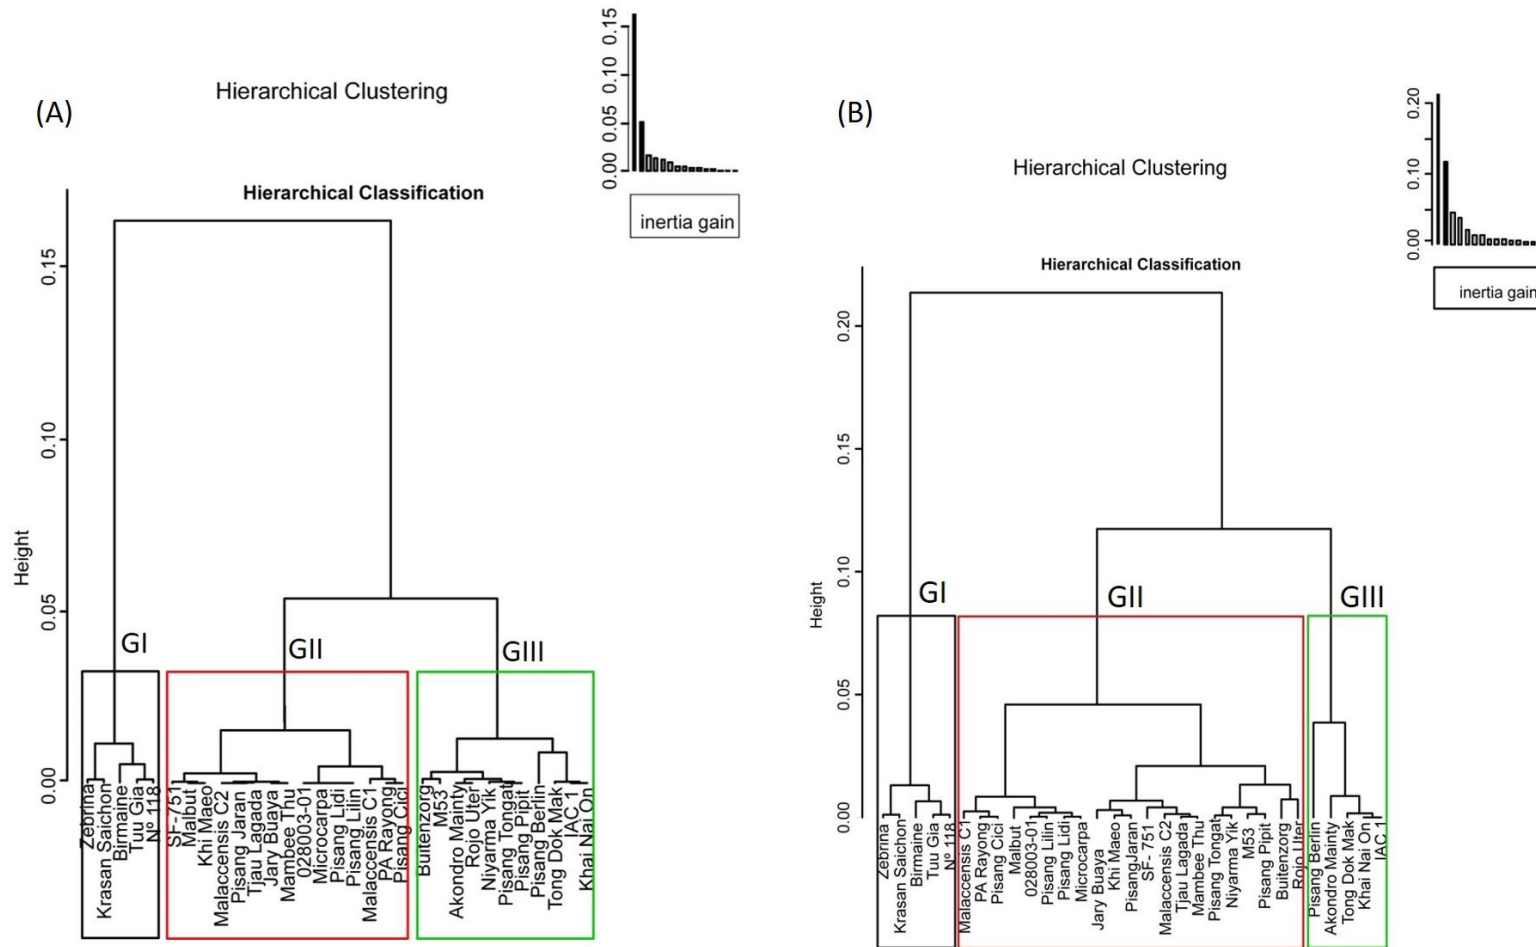 (A)
Hierarchical Clustering
0.00 0.05 0.10 0.15
inertia gain
Hierarchical Classification
Height
0.00 0.05 0.10 0.15
GI
GII
GIII
Zebrina
Krasan Saichon
Birmaine
Tuu Gia
Nº 118
SF-751
Malbut
Khi Maeo
Malaccensis C2
Pisang Jaran
Tjau Lagada
Jary Buaya
Mambee Thu
028003-01
Microcarpa
Pisang Lidi
Pisang Lilin
Malaccensis C1
PA Rayong
Pisang Cici
Buitenzorg
M53
Akondro Mainty
Rojo Uter
Niyarma Yik
Pisang Tongat
Pisang Pipit
Pisang Berlin
Tong Dok Mak
IAC 1
Khai Nai On
(B)
Hierarchical Clustering
0.00 0.10 0.20
inertia gain
Hierarchical Classification
Height
0.00 0.05 0.10 0.15 0.20
GI
GII
GIII
Zebrina
Krasan Saichon
Birmaine
Tuu Gia
Nº 118
Malaccensis C1
PA Rayong
Pisang Cici
Malbut
028003-01
Pisang Lilin
Pisang Lidi
Microcarpa
Jary Buaya
Khi Maeo
PisangJaran
SF- 751
Malaccensis C2
Tjau Lagada
Mambee Thu
Pisang Tongat
Niyarma Yik
M53
Pisang Pipit
Buitenzorg
Rojo Uter
Pisang Berlin
Akondro Mainty
Tong Dok Mak
Khai Nai On
IAC 1